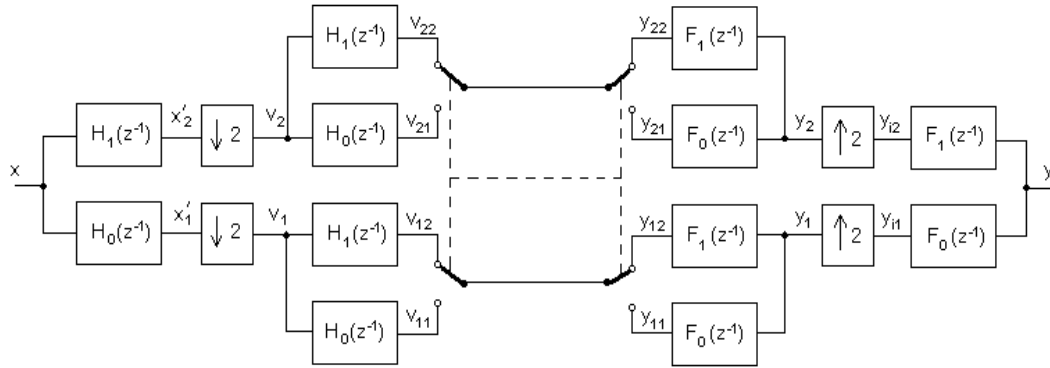 H₁(z⁻¹) v₂₂ y₂₂ F₁(z⁻¹)
H₁(z⁻¹) x′₂ ↓2 v₂ H₀(z⁻¹) v₂₁ y₂₁ F₀(z⁻¹) y₂ ↑2 yᵢ₂ F₁(z⁻¹)
x y
H₀(z⁻¹) x′₁ ↓2 v₁ H₁(z⁻¹) v₁₂ y₁₂ F₁(z⁻¹) y₁ ↑2 yᵢ₁ F₀(z⁻¹)
H₀(z⁻¹) v₁₁ y₁₁ F₀(z⁻¹)